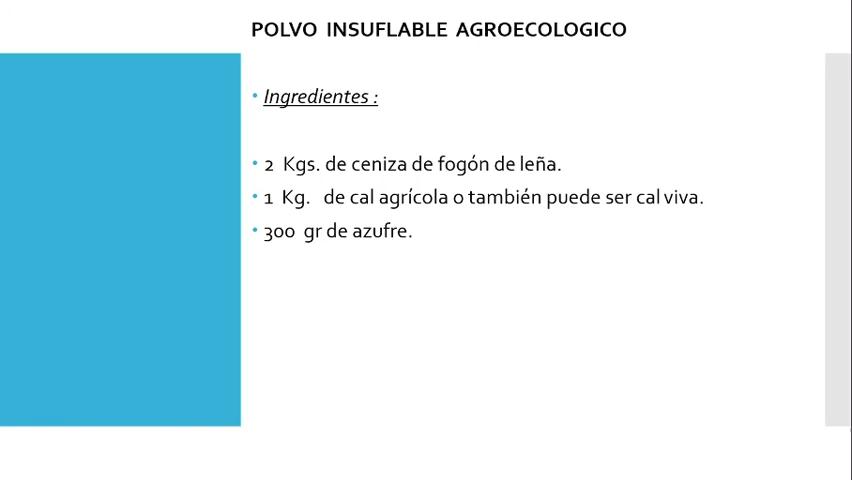 POLVO INSUFLABLE AGROECOLOGICO
• Ingredientes :
• 2 Kgs. de ceniza de fogón de leña.
• 1 Kg. de cal agrícola o también puede ser cal viva.
• 300 gr de azufre.